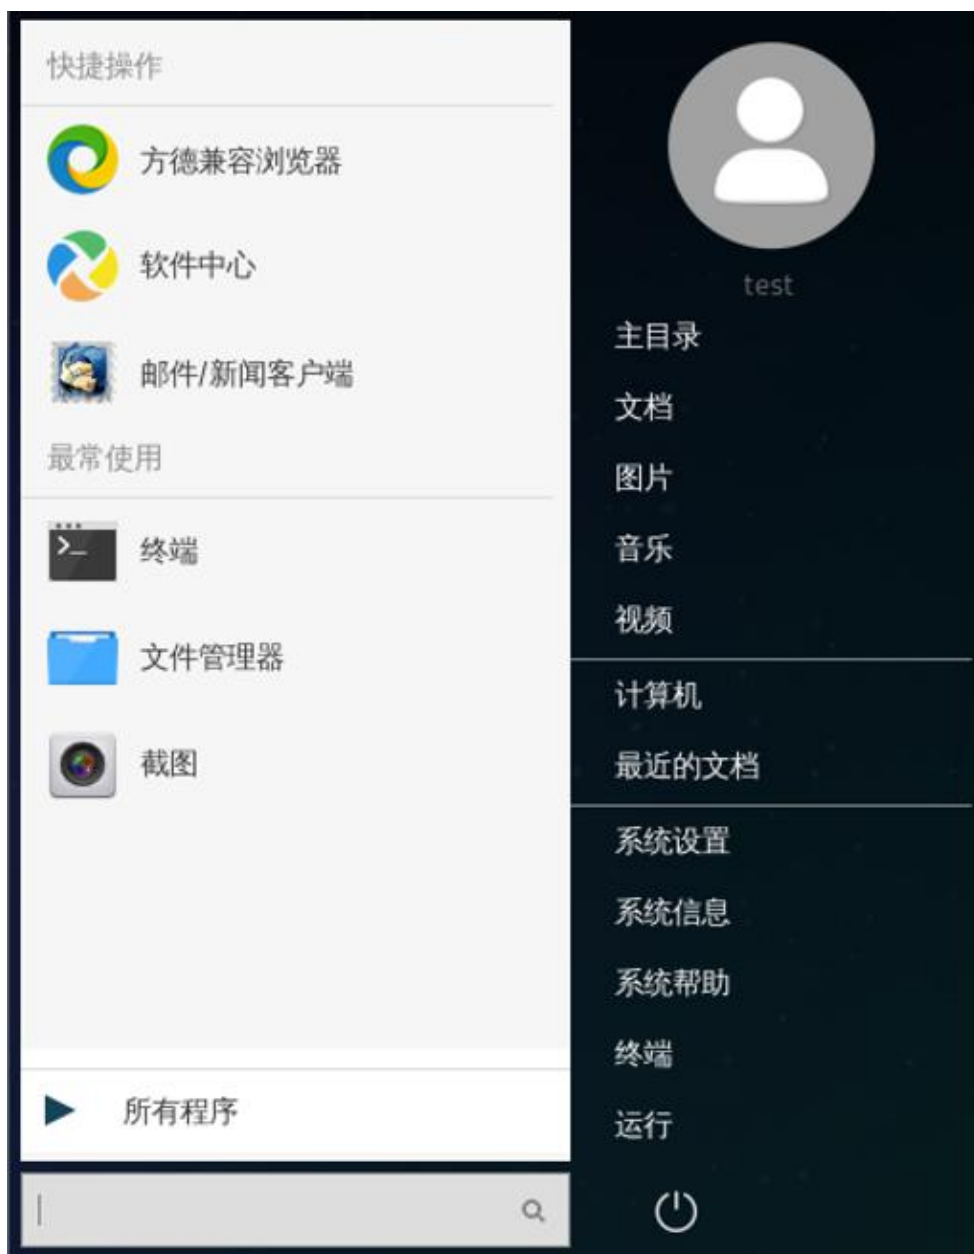 快捷操作
方德兼容浏览器
软件中心
邮件/新闻客户端
最常使用
终端
文件管理器
截图
所有程序
test
主目录
文档
图片
音乐
视频
计算机
最近的文档
系统设置
系统信息
系统帮助
终端
运行